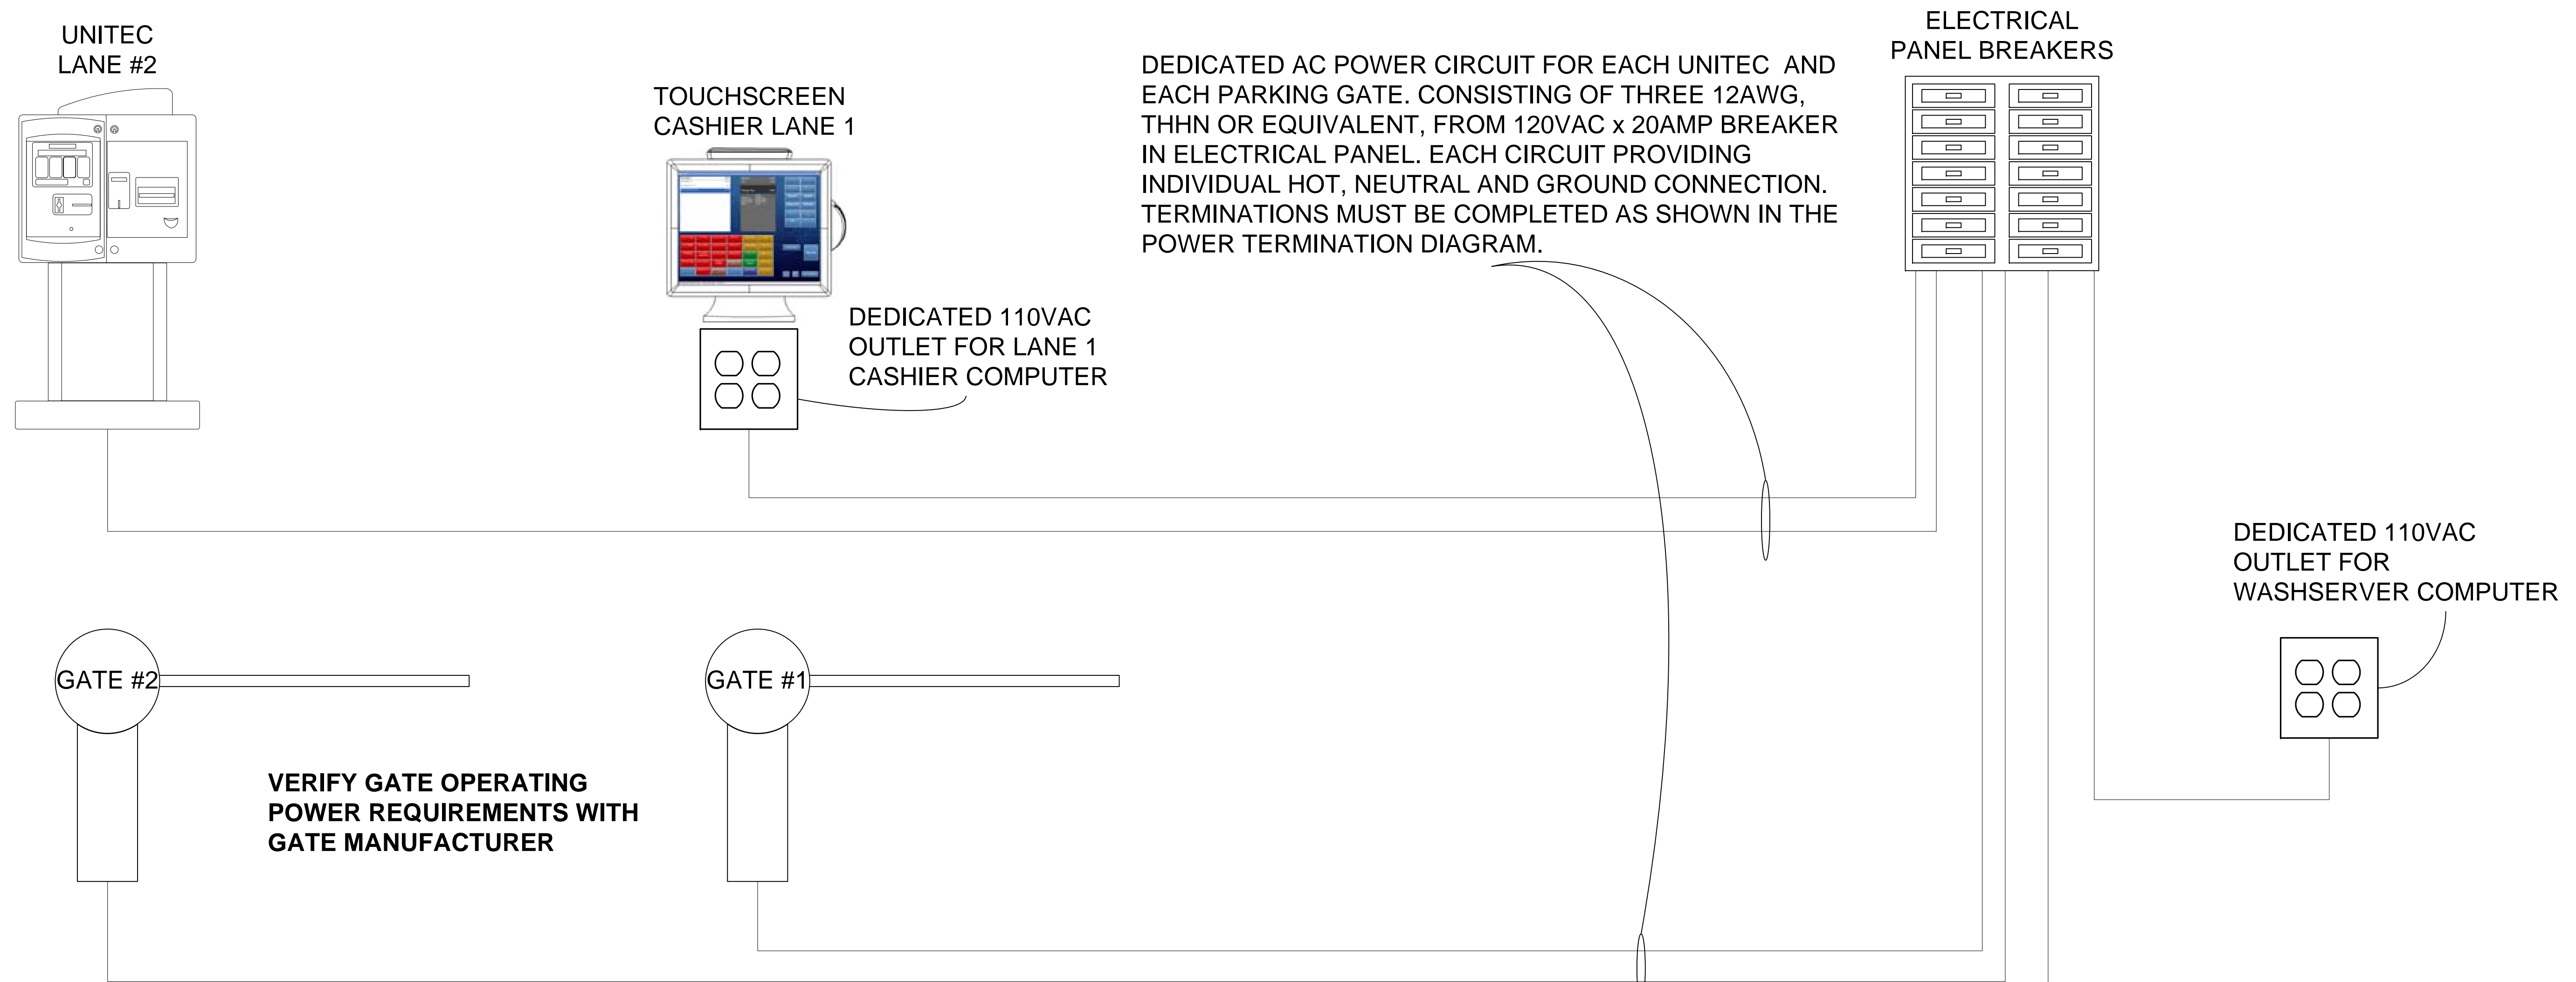 UNITEC
LANE #2
TOUCHSCREEN
CASHIER LANE 1
DEDICATED 110VAC
OUTLET FOR LANE 1
CASHIER COMPUTER
DEDICATED AC POWER CIRCUIT FOR EACH UNITEC AND
EACH PARKING GATE. CONSISTING OF THREE 12AWG,
THHN OR EQUIVALENT, FROM 120VAC x 20AMP BREAKER
IN ELECTRICAL PANEL. EACH CIRCUIT PROVIDING
INDIVIDUAL HOT, NEUTRAL AND GROUND CONNECTION.
TERMINATIONS MUST BE COMPLETED AS SHOWN IN THE
POWER TERMINATION DIAGRAM.
ELECTRICAL
PANEL BREAKERS
DEDICATED 110VAC
OUTLET FOR
WASHSERVER COMPUTER
GATE #2
GATE #1
VERIFY GATE OPERATING
POWER REQUIREMENTS WITH
GATE MANUFACTURER